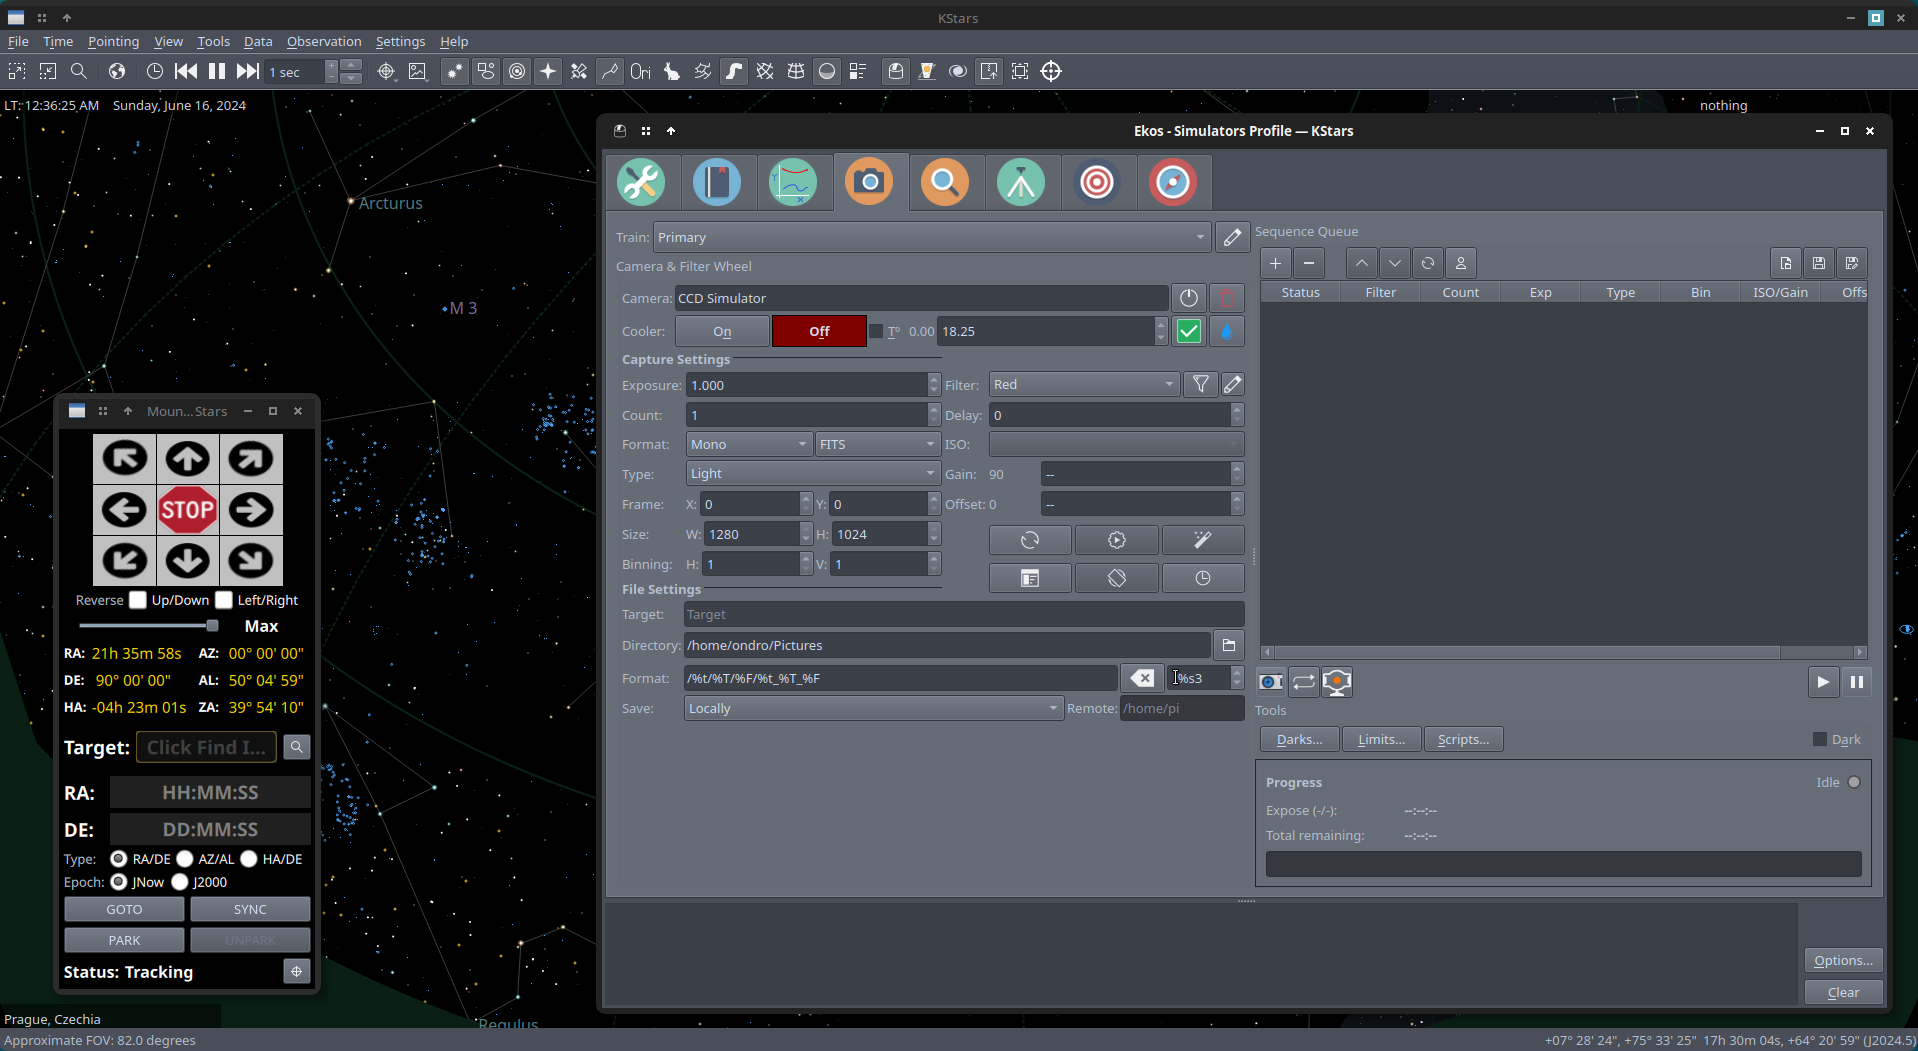 KStars
File Time Pointing View Tools Data Observation Settings Help
1 sec
Ori
LT: 12:36:25 AM Sunday, June 16, 2024
nothing
Arcturus
M 3
Regulus
Prague, Czechia
Approximate FOV: 82.0 degrees
+07° 28' 24", +75° 33' 25" 17h 30m 04s, +64° 20' 59" (J2024.5)
Moun...Stars
STOP
Reverse Up/Down Left/Right
Max
RA: 21h 35m 58s AZ: 00° 00' 00"
DE: 90° 00' 00" AL: 50° 04' 59"
HA: -04h 23m 01s ZA: 39° 54' 10"
Target: Click Find I...
RA: HH:MM:SS
DE: DD:MM:SS
Type: RA/DE AZ/AL HA/DE
Epoch: JNow J2000
GOTO SYNC
PARK UNPARK
Status: Tracking
Ekos - Simulators Profile — KStars
Train: Primary
Camera & Filter Wheel
Camera: CCD Simulator
Cooler: On Off T° 0.00 18.25
Capture Settings
Exposure: 1.000 Filter: Red
Count: 1 Delay: 0
Format: Mono FITS ISO:
Type: Light Gain: 90 --
Frame: X: 0 Y: 0 Offset: 0 --
Size: W: 1280 H: 1024
Binning: H: 1 V: 1
File Settings
Target: Target
Directory: /home/ondro/Pictures
Format: /%t/%T/%F/%t_%T_%F %s3
Save: Locally Remote: /home/pi
Sequence Queue
Status Filter Count Exp Type Bin ISO/Gain Offs
Tools
Darks... Limits... Scripts... Dark
Progress Idle
Expose (-/-): --:--:--
Total remaining: --:--:--
Options...
Clear